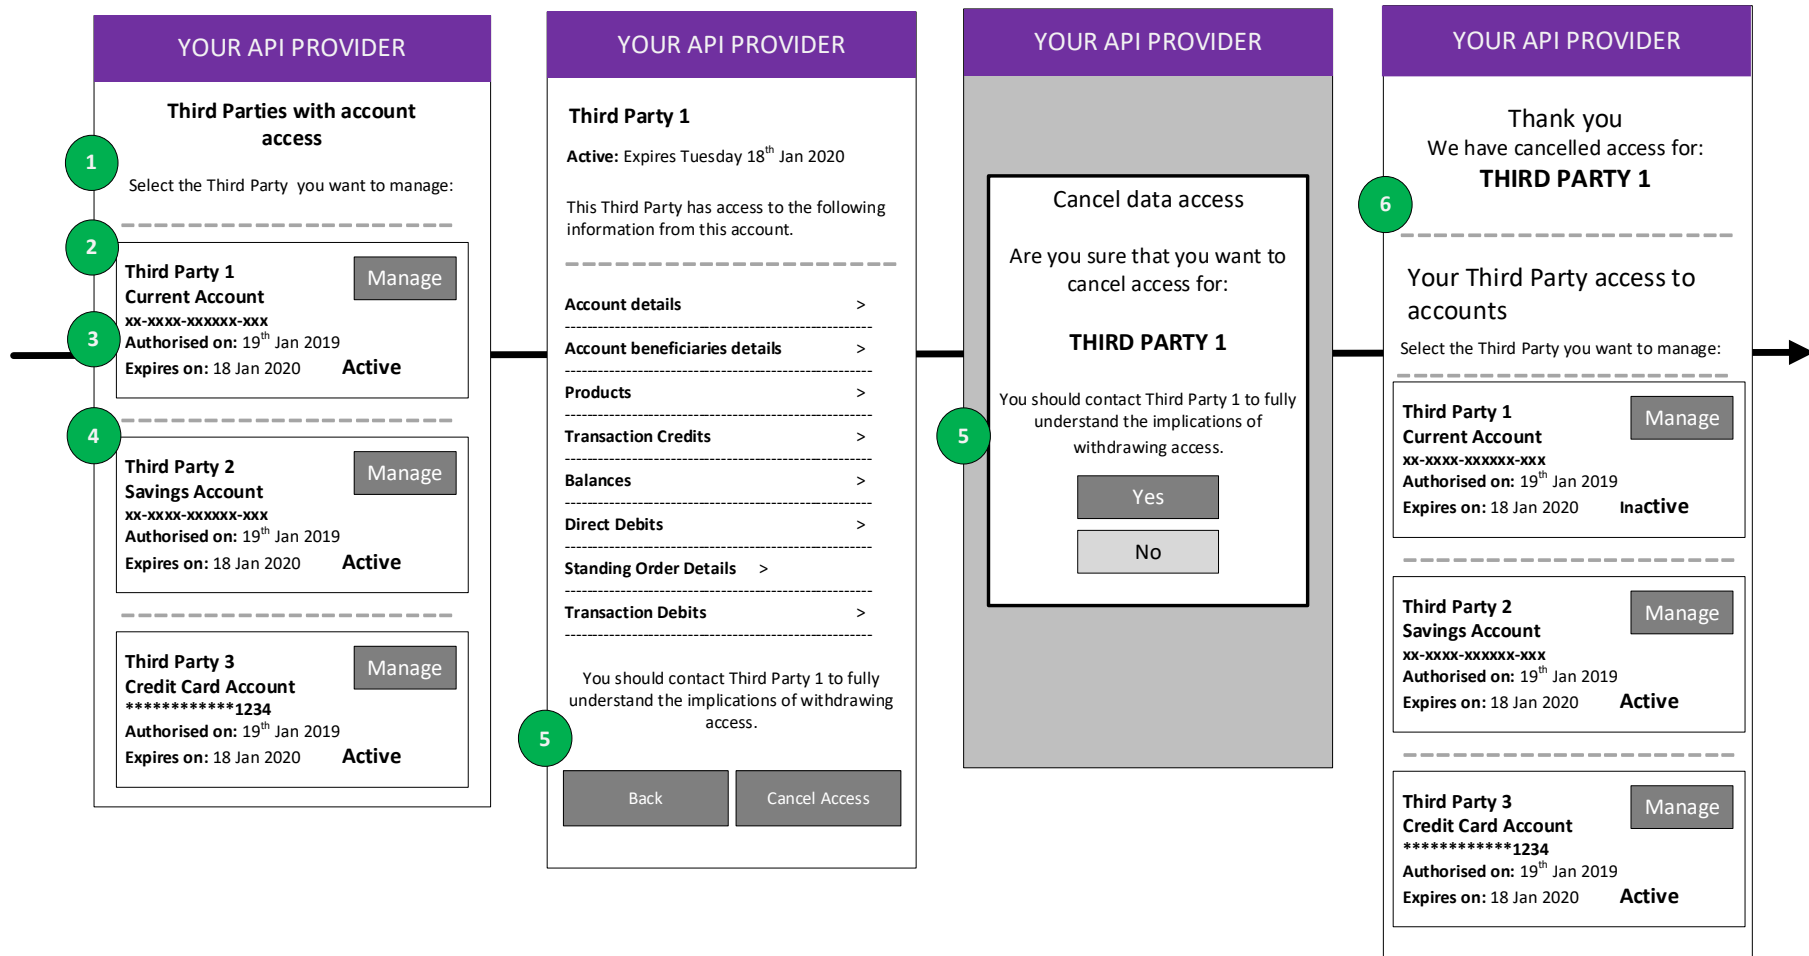 YOUR API PROVIDER
Third Parties with account
access
1
Select the Third Party you want to manage:
2
Third Party 1
Manage
Current Account
xx-xxxx-xxxxxx-xxx
3
Authorised on: 19th Jan 2019
Expires on: 18 Jan 2020 Active
4
Third Party 2
Manage
Savings Account
xx-xxxx-xxxxxx-xxx
Authorised on: 19th Jan 2019
Expires on: 18 Jan 2020 Active
Third Party 3
Manage
Credit Card Account
************1234
Authorised on: 19th Jan 2019
Expires on: 18 Jan 2020 Active
YOUR API PROVIDER
Third Party 1
Active: Expires Tuesday 18th Jan 2020
This Third Party has access to the following
information from this account.
Account details >
Account beneficiaries details >
Products >
Transaction Credits >
Balances >
Direct Debits >
Standing Order Details >
Transaction Debits >
You should contact Third Party 1 to fully
understand the implications of withdrawing
access.
5
Back
Cancel Access
YOUR API PROVIDER
Cancel data access
Are you sure that you want to
cancel access for:
THIRD PARTY 1
You should contact Third Party 1 to fully
understand the implications of
withdrawing access.
5
Yes
No
YOUR API PROVIDER
Thank you
We have cancelled access for:
THIRD PARTY 1
6
Your Third Party access to
accounts
Select the Third Party you want to manage:
Third Party 1
Manage
Current Account
xx-xxxx-xxxxxx-xxx
Authorised on: 19th Jan 2019
Expires on: 18 Jan 2020 Inactive
Third Party 2
Manage
Savings Account
xx-xxxx-xxxxxx-xxx
Authorised on: 19th Jan 2019
Expires on: 18 Jan 2020 Active
Third Party 3
Manage
Credit Card Account
************1234
Authorised on: 19th Jan 2019
Expires on: 18 Jan 2020 Active